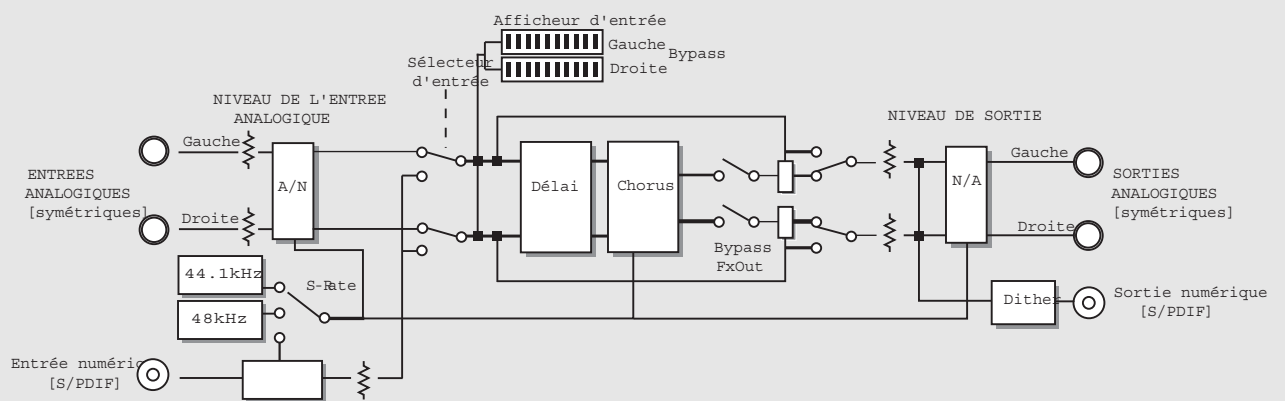 Afficheur d'entrée
Gauche
Bypass
Droite
Sélecteur
d'entrée
NIVEAU DE L'ENTREE
ANALOGIQUE
NIVEAU DE SORTIE
Gauche
Gauche
ENTREES
ANALOGIQUES
[symétriques]
A/N
Délai
Chorus
N/A
SORTIES
ANALOGIQUES
[symétriques]
Droite
Droite
Bypass
FxOut
44.1kHz
S-Rate
48kHz
Dither
Sortie numérique
[S/PDIF]
Entrée numéric
[S/PDIF]